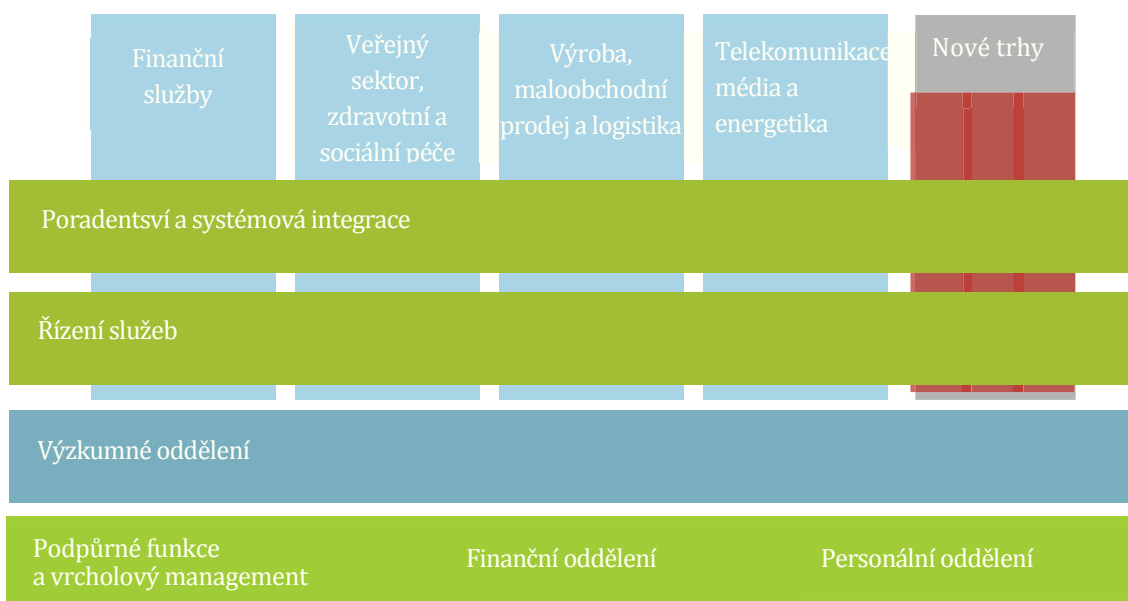 Finanční
služby
Veřejný
sektor,
zdravotní a
sociální péče
Výroba,
maloobchodní
prodej a logistika
Telekomunikace
média a
energetika
Nové trhy
Poradentsví a systémová integrace
Řízení služeb
Výzkumné oddělení
Podpůrné funkce
a vrcholový management
Finanční oddělení
Personální oddělení